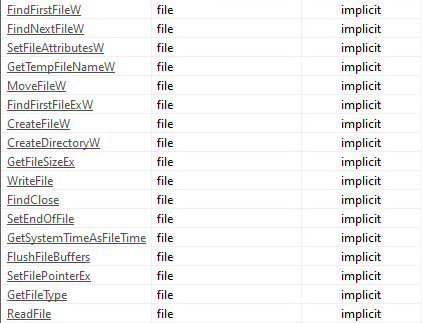 FindFirstFileW file implicit
FindNextFileW file implicit
SetFileAttributesW file implicit
GetTempFileNameW file implicit
MoveFileW file implicit
FindFirstFileExW file implicit
CreateFileW file implicit
CreateDirectoryW file implicit
GetFileSizeEx file implicit
WriteFile file implicit
FindClose file implicit
SetEndOfFile file implicit
GetSystemTimeAsFileTime file implicit
FlushFileBuffers file implicit
SetFilePointerEx file implicit
GetFileType file implicit
ReadFile file implicit